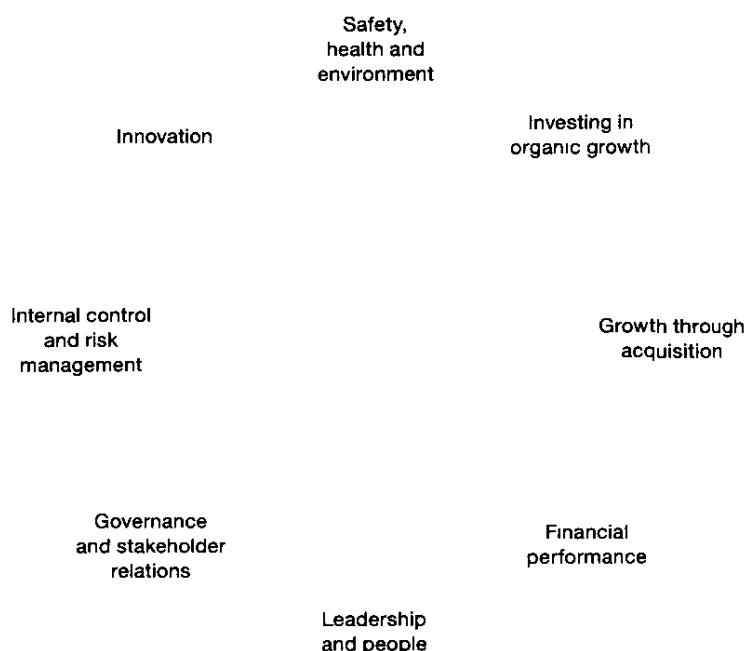 Safety,
health and
environment
Innovation
Investing in
organic growth
Internal control
and risk
management
Growth through
acquisition
Governance
and stakeholder
relations
Financial
performance
Leadership
and people